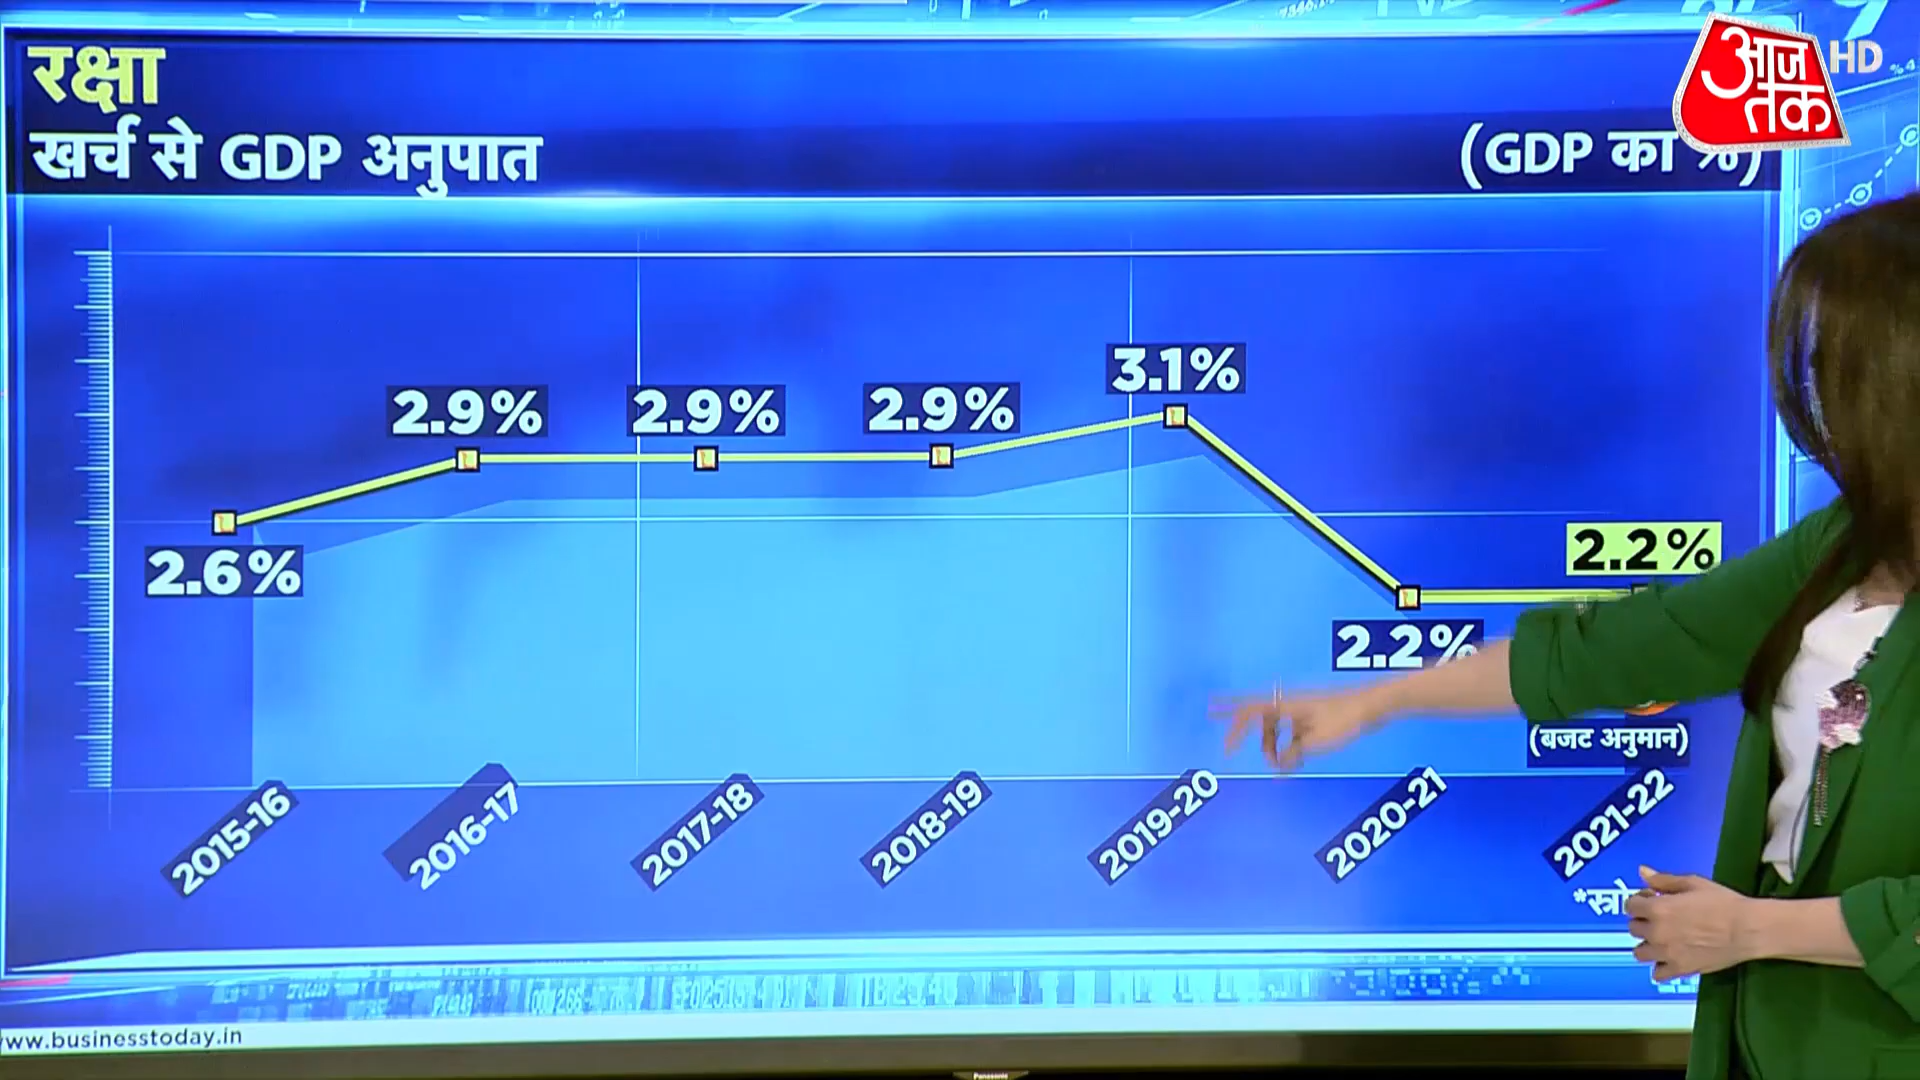 रक्षा
खर्च से GDP अनुपात
(GDP का %)
आज
तक
HD
2.6%
2.9%
2.9%
2.9%
3.1%
2.2%
2.2%
(बजट अनुमान)
2015-16
2016-17
2017-18
2018-19
2019-20
2020-21
2021-22
www.businesstoday.in
Panasonic